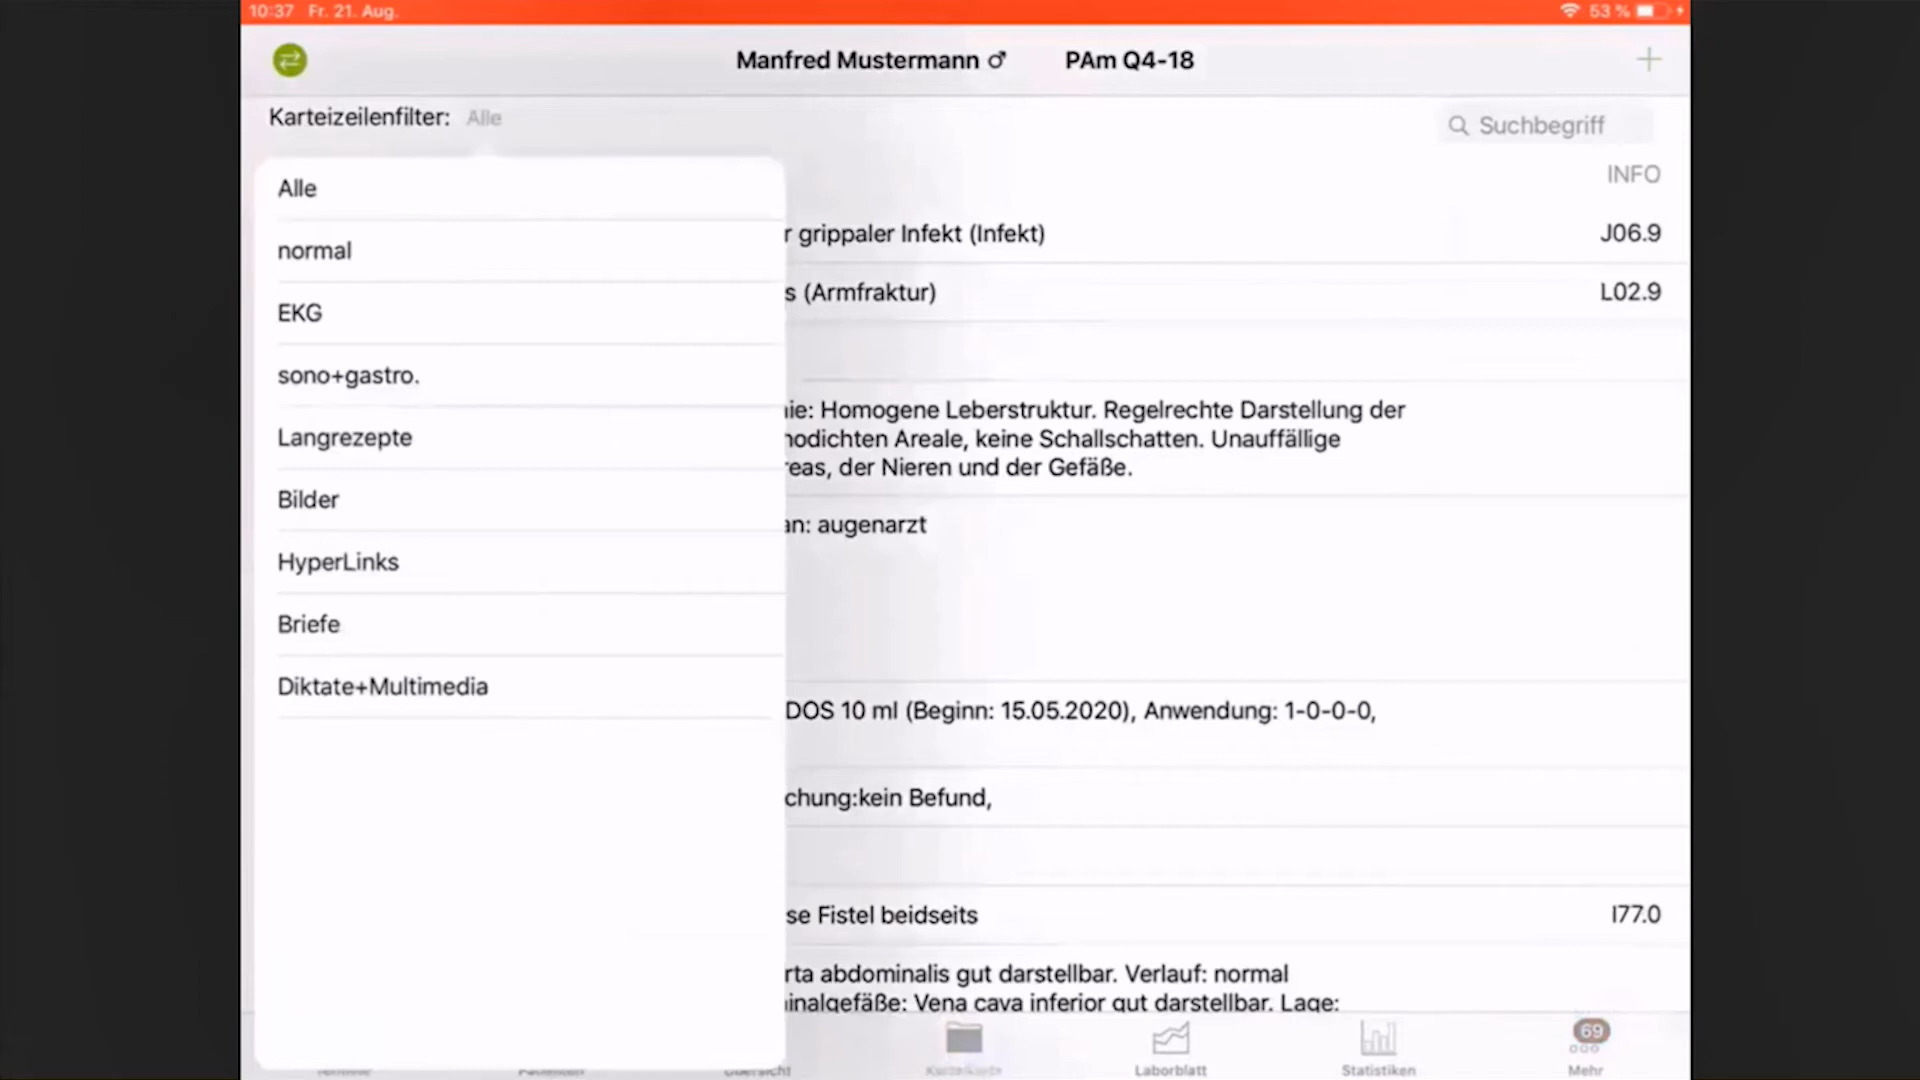 10:37 Fr. 21. Aug. 53 %
Manfred Mustermann ♂ PAm Q4-18
Karteizeilenfilter: Alle
Suchbegriff
INFO
Alle
normal
EKG
sono+gastro.
Langrezepte
Bilder
HyperLinks
Briefe
Diktate+Multimedia
r grippaler Infekt (Infekt) J06.9
s (Armfraktur) L02.9
ie: Homogene Leberstruktur. Regelrechte Darstellung der
nodichten Areale, keine Schallschatten. Unauffällige
reas, der Nieren und der Gefäße.
an: augenarzt
DOS 10 ml (Beginn: 15.05.2020), Anwendung: 1-0-0-0,
chung:kein Befund,
se Fistel beidseits I77.0
rta abdominalis gut darstellbar. Verlauf: normal
inalgefäße: Vena cava inferior gut darstellbar. Lage:
69
Übersicht Laborblatt Statistiken Mehr